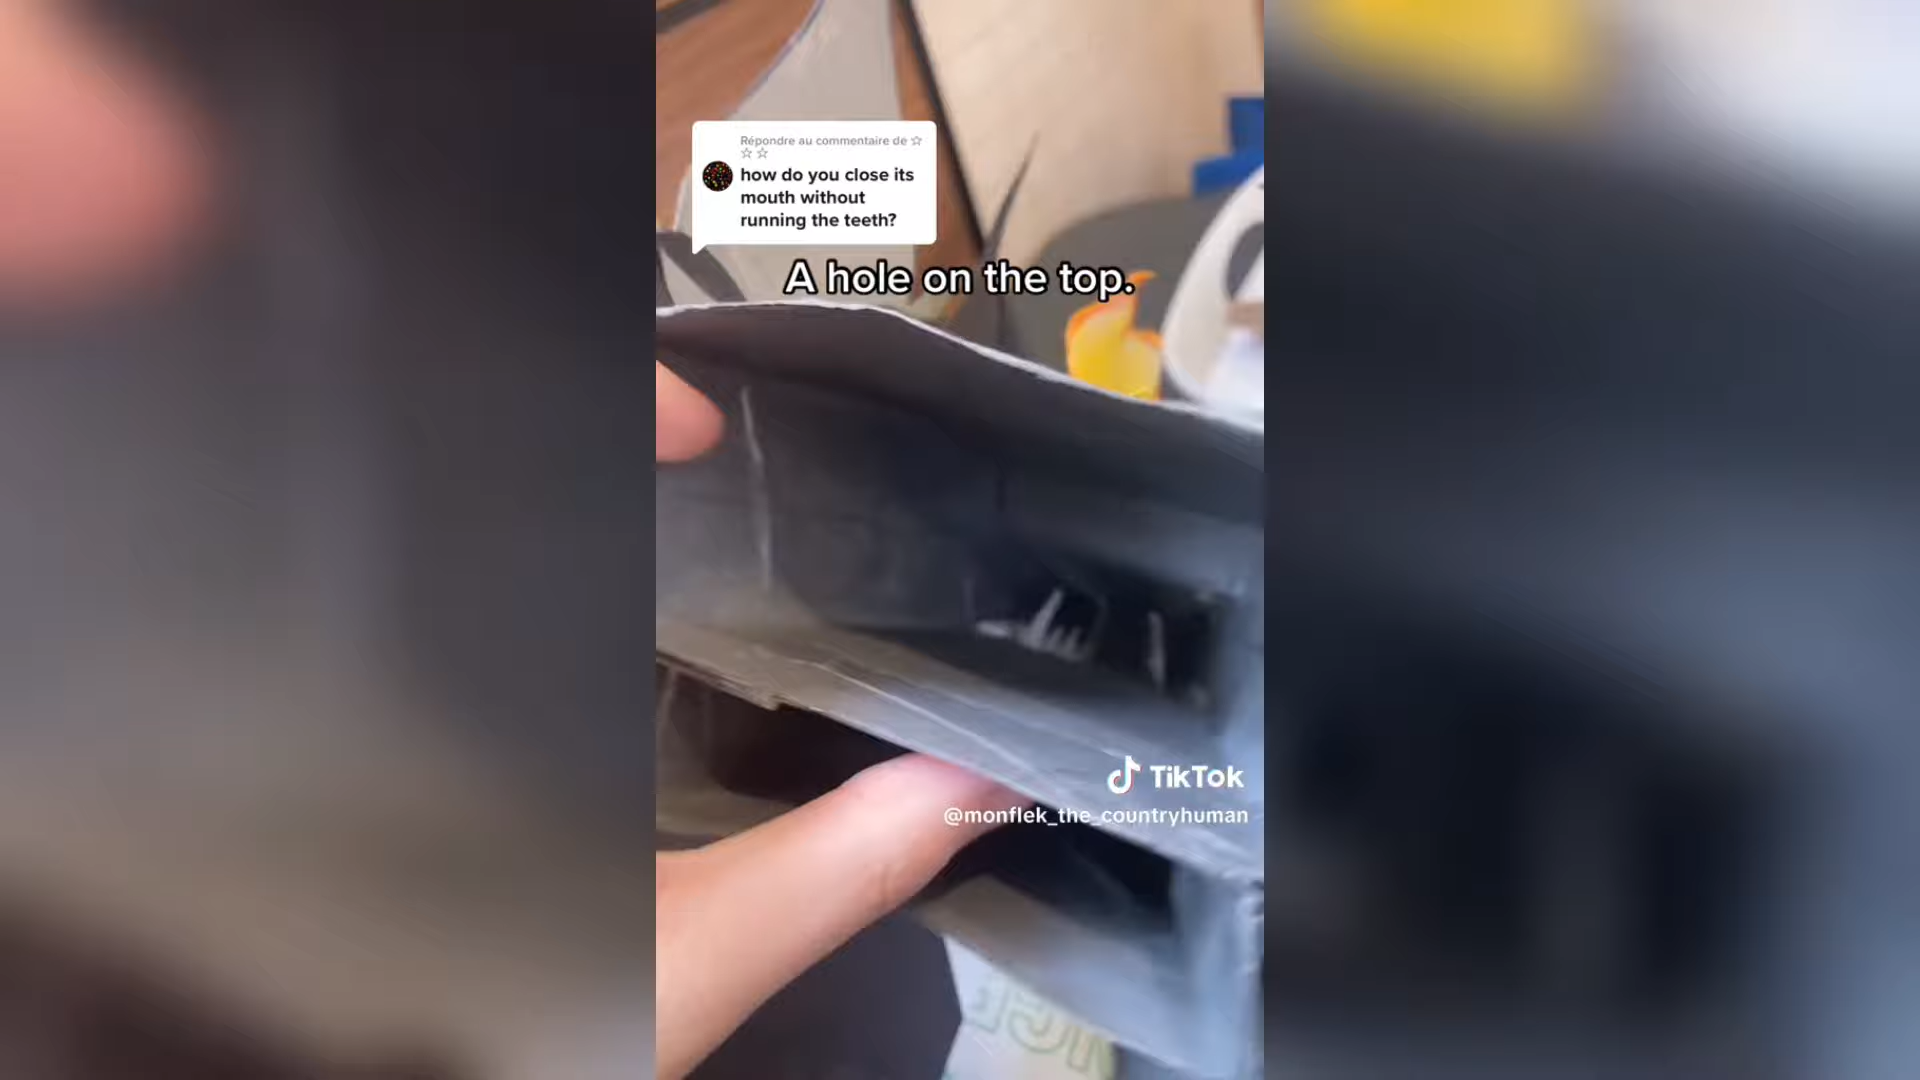 Répondre au commentaire de ☆
☆ ☆
how do you close its
mouth without
running the teeth?
A hole on the top.
TikTok
@monflek_the_countryhuman